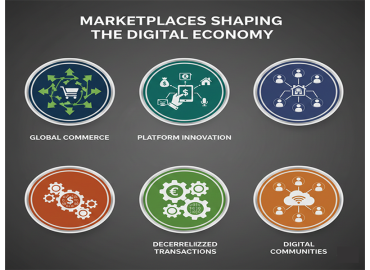 MARKETPLACES SHAPING
THE DIGITAL ECONOMY
GLOBAL COMMERCE
PLATFORM INNOVATION
$
$
€
DECERRELIZZED
TRANSACTIONS
DIGITAL
COMMUNITIES